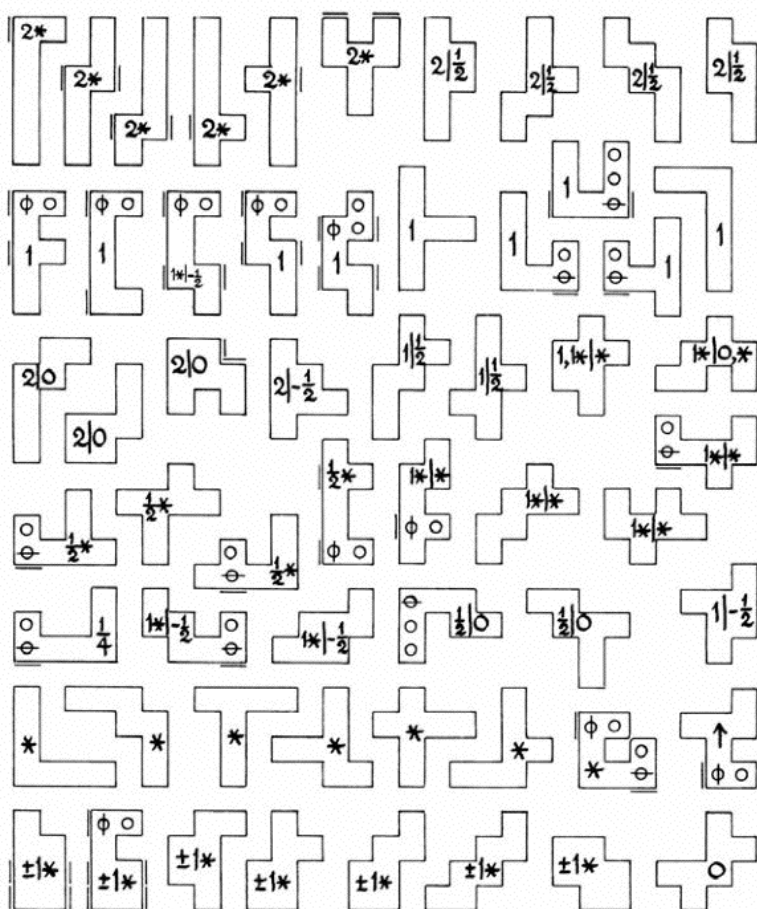 2* 2* 2* 2* 2* 2* 2|½ 2|½ 2|½ 2|½
ϕ○ ϕ○ ϕ○ ϕ○ ○ ϕ○ 1 1 1 ○ ○ ⦵ 1
1 1 1*|-½ 1 1 ○ ⦵ ○ ⦵ 1
2|0 2|0 2|0 2|-½ 1|½ 1|½ 1,1*|* 1*|0,*
½* ½* 1*|* 1*|* 1*|* ○ ⦵ 1*|*
○ ⦵ ½* ○ ⦵ ½* ϕ○ ϕ○
○ ⦵ ¼ 1*|-½ ○ ⦵ 1*|-½ ⦵ ○ ○ ½|0 ½|0 1|-½
* * * * * * ϕ○ * ○ ⦵ ↑ ϕ○
±1* ϕ○ ±1* ±1* ±1* ±1* ±1* ±1* 0